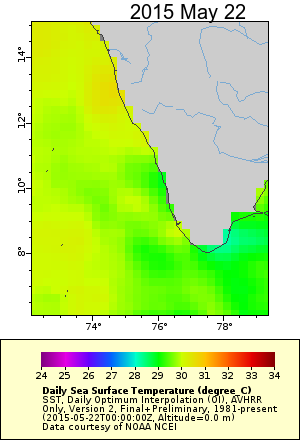 2015 May 22
14°
12°
10°
8°
74°
76°
78°
24 25 26 27 28 29 30 31 32 33 34
Daily Sea Surface Temperature (degree_C)
SST, Daily Optimum Interpolation (OI), AVHRR
Only, Version 2, Final+Preliminary, 1981-present
(2015-05-22T00:00:00Z, Altitude=0.0 m)
Data courtesy of NOAA NCEI